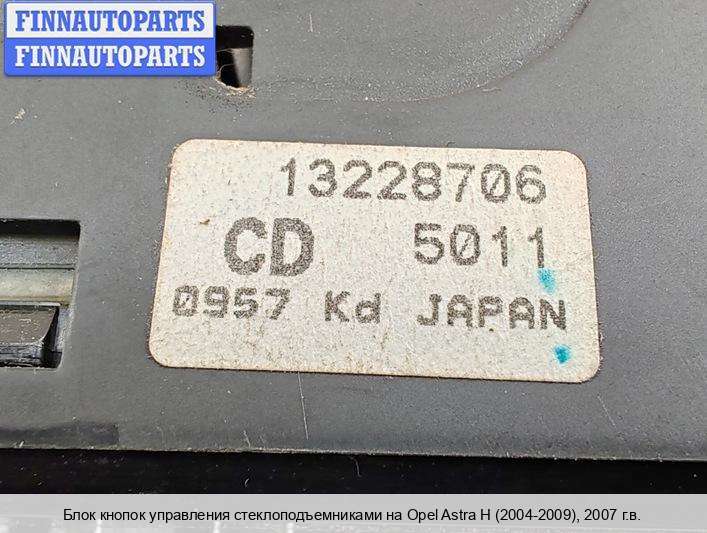 FINNAUTOPARTS
FINNAUTOPARTS
13228706
CD 5011
0957 Kd JAPAN
Блок кнопок управления стеклоподъемниками на Opel Astra H (2004-2009), 2007 г.в.